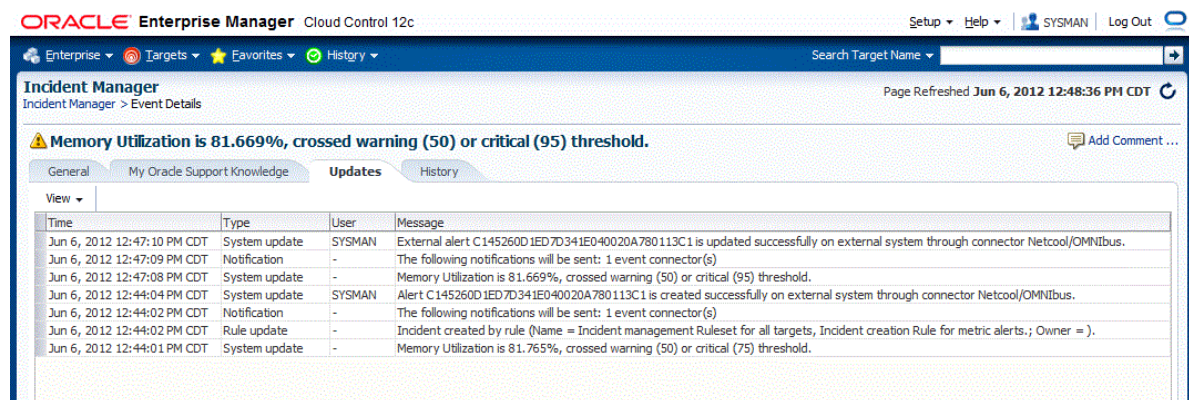 ORACLE Enterprise Manager Cloud Control 12c
Setup Help SYSMAN Log Out
Enterprise Targets Favorites History Search Target Name
Incident Manager
Page Refreshed Jun 6, 2012 12:48:36 PM CDT
Incident Manager > Event Details
Memory Utilization is 81.669%, crossed warning (50) or critical (95) threshold.
Add Comment ...
General My Oracle Support Knowledge Updates History
View
Time Type User Message
Jun 6, 2012 12:47:10 PM CDT System update SYSMAN External alert C145260D1ED7D341E040020A780113C1 is updated successfully on external system through connector Netcool/OMNIbus.
Jun 6, 2012 12:47:09 PM CDT Notification - The following notifications will be sent: 1 event connector(s)
Jun 6, 2012 12:47:08 PM CDT System update - Memory Utilization is 81.669%, crossed warning (50) or critical (95) threshold.
Jun 6, 2012 12:44:04 PM CDT System update SYSMAN Alert C145260D1ED7D341E040020A780113C1 is created successfully on external system through connector Netcool/OMNIbus.
Jun 6, 2012 12:44:02 PM CDT Notification - The following notifications will be sent: 1 event connector(s)
Jun 6, 2012 12:44:02 PM CDT Rule update - Incident created by rule (Name = Incident management Ruleset for all targets, Incident creation Rule for metric alerts.; Owner = ).
Jun 6, 2012 12:44:01 PM CDT System update - Memory Utilization is 81.765%, crossed warning (50) or critical (75) threshold.